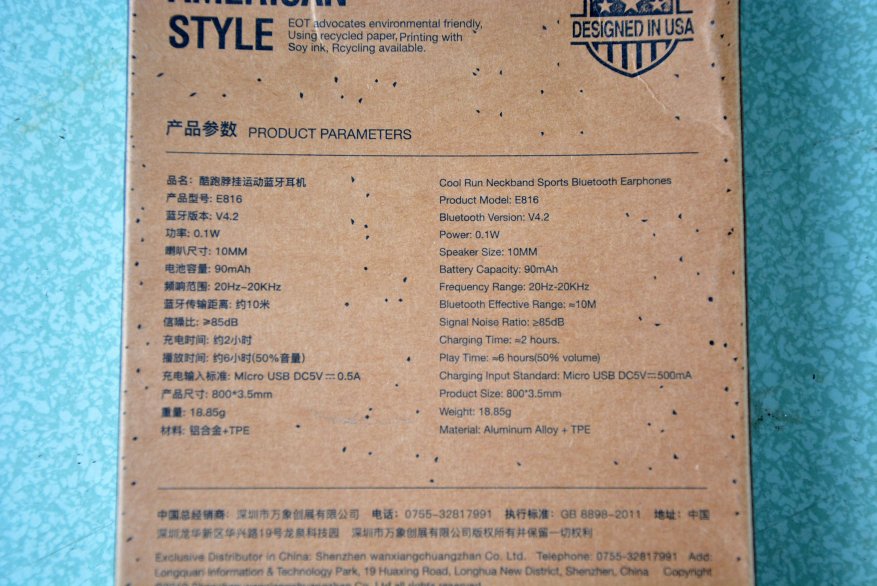 AMERICAN
STYLE
EOT advocates environmental friendly,
Using recycled paper, Printing with
Soy ink, Rcycling available.
DESIGNED IN USA
产品参数 PRODUCT PARAMETERS
品名：酷跑脖挂运动蓝牙耳机
产品型号: E816
蓝牙版本: V4.2
功率: 0.1W
喇叭尺寸: 10MM
电池容量: 90mAh
频响范围: 20Hz-20KHz
蓝牙传输距离: 约10米
信噪比: ≥85dB
充电时间: 约2小时
播放时间: 约6小时(50%音量)
充电输入标准: Micro USB DC5V⎓0.5A
产品尺寸: 800*3.5mm
重量: 18.85g
材料: 铝合金+TPE
Cool Run Neckband Sports Bluetooth Earphones
Product Model: E816
Bluetooth Version: V4.2
Power: 0.1W
Speaker Size: 10MM
Battery Capacity: 90mAh
Frequency Range: 20Hz-20KHz
Bluetooth Effective Range: ≈10M
Signal Noise Ratio: ≥85dB
Charging Time: ≈2 hours.
Play Time: ≈6 hours(50% volume)
Charging Input Standard: Micro USB DC5V⎓500mA
Product Size: 800*3.5mm
Weight: 18.85g
Material: Aluminum Alloy + TPE
中国总经销商：深圳市万象创展有限公司 电话：0755-32817991 执行标准：GB 8898-2011 地址：中国
深圳龙华新区华兴路19号龙泉科技园 深圳市万象创展有限公司版权所有并保留一切权利
Exclusive Distributor in China: Shenzhen wanxiangchuangzhan Co. Ltd. Telephone: 0755-32817991 Add:
Longquan Information & Technology Park, 19 Huaxing Road, Longhua New District, Shenzhen, China Copyright